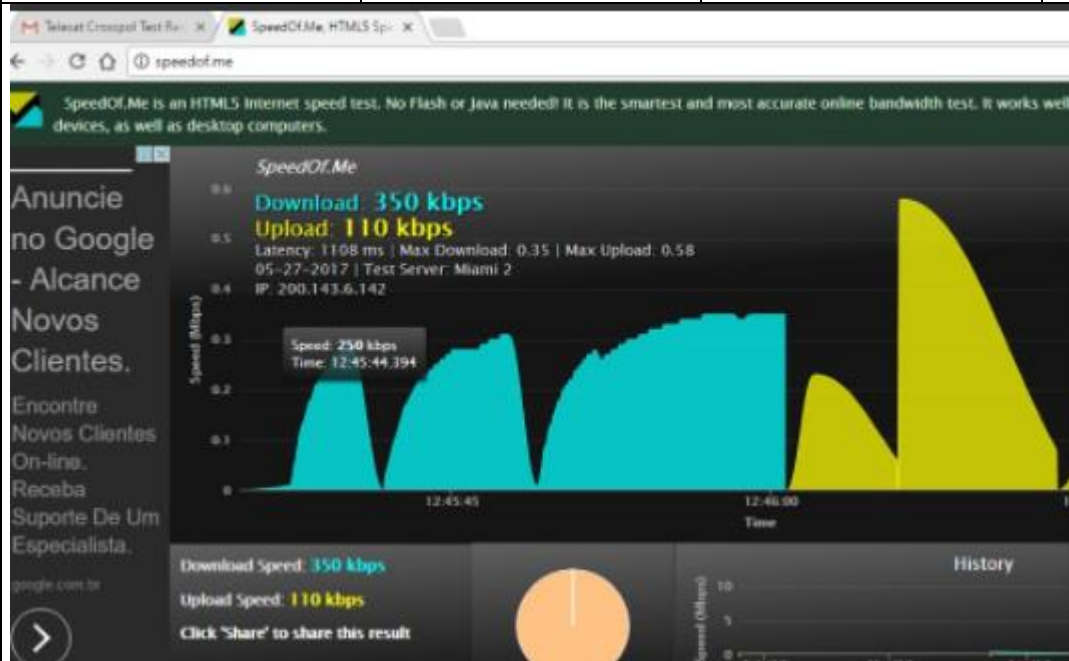 Telesat Crosspol Test Re
SpeedOf.Me, HTML5 Sp
speedof.me
SpeedOf.Me is an HTML5 Internet speed test. No Flash or Java needed! It is the smartest and most accurate online bandwidth test. It works well
devices, as well as desktop computers.
Anuncie
no Google
- Alcance
Novos
Clientes.
Encontre
Novos Clientes
On-line.
Receba
Suporte De Um
Especialista.
google.com.br
SpeedOf.Me
Download: 350 kbps
Upload: 110 kbps
Latency: 1108 ms | Max Download: 0.35 | Max Upload: 0.58
05-27-2017 | Test Server: Miami 2
IP: 200.143.6.142
Speed (Mbps)
0.6
0.5
0.4
0.3
0.2
0.1
0
Speed: 250 kbps
Time: 12:45:44.394
12:45:45
12:46:00
Time
Download Speed: 350 kbps
Upload Speed: 110 kbps
Click 'Share' to share this result
History
Speed (Mbps)
10
5
0